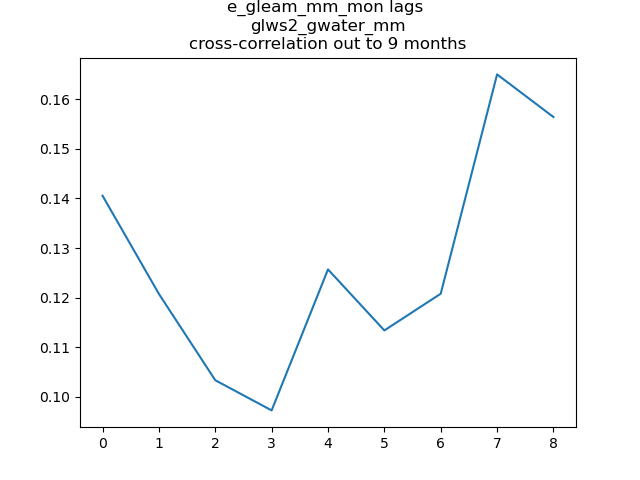 e_gleam_mm_mon lags
glws2_gwater_mm
cross-correlation out to 9 months
0.16
0.15
0.14
0.13
0.12
0.11
0.10
0 1 2 3 4 5 6 7 8